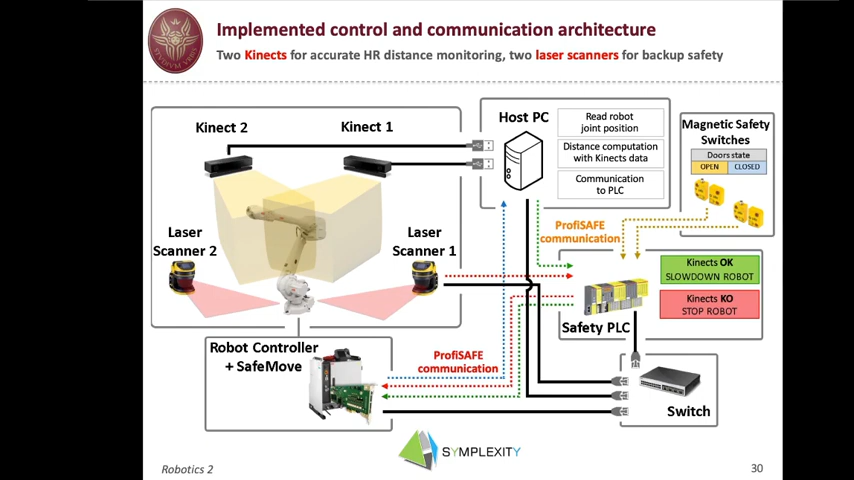 Implemented control and communication architecture
Two Kinects for accurate HR distance monitoring, two laser scanners for backup safety
Kinect 2
Kinect 1
Host PC
Read robot
joint position
Distance computation
with Kinects data
Communication
to PLC
Magnetic Safety
Switches
Doors state
OPEN
CLOSED
Laser
Scanner 2
Laser
Scanner 1
ProfiSAFE
communication
Kinects OK
SLOWDOWN ROBOT
Kinects KO
STOP ROBOT
Safety PLC
Robot Controller
+ SafeMove
ProfiSAFE
communication
Switch
SYMPLEXITY
Robotics 2
30